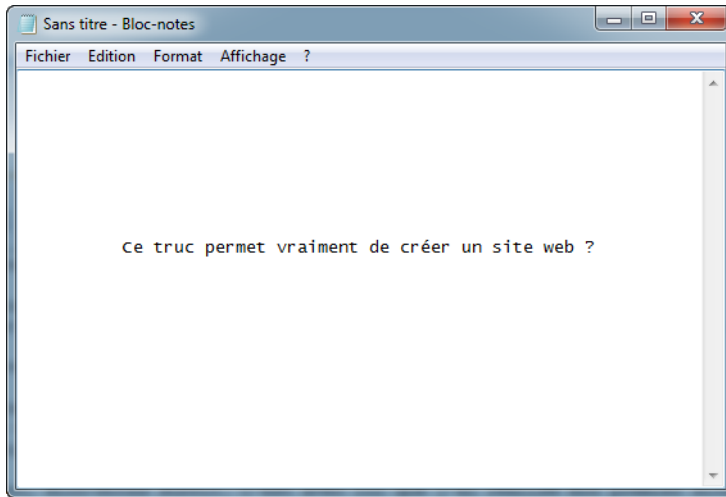 Sans titre - Bloc-notes
Fichier Edition Format Affichage ?
Ce truc permet vraiment de créer un site web ?